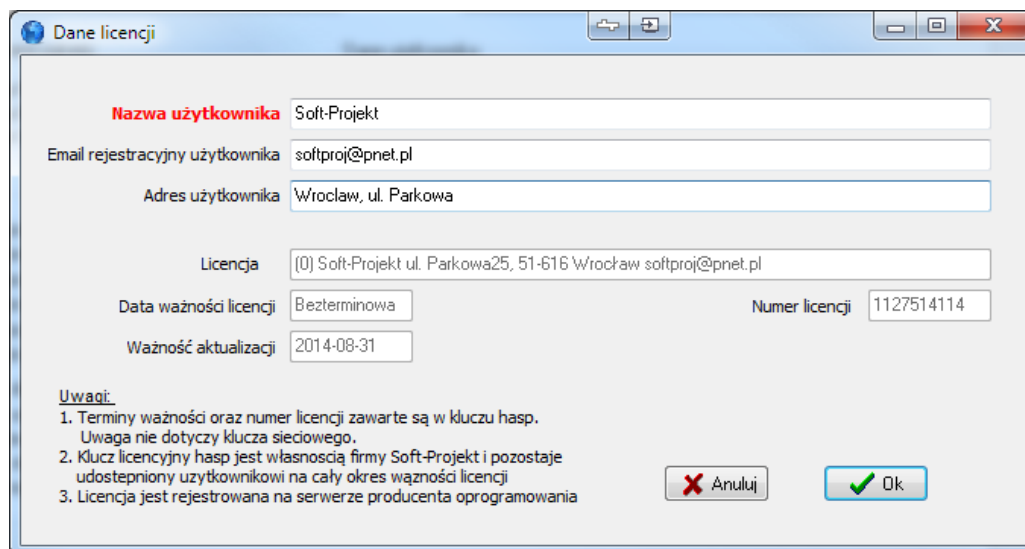 Dane licencji
Nazwa użytkownika Soft-Projekt
Email rejestracyjny użytkownika softproj@pnet.pl
Adres użytkownika Wroclaw, ul. Parkowa
Licencja (0) Soft-Projekt ul. Parkowa25, 51-616 Wrocław softproj@pnet.pl
Data ważności licencji Bezterminowa Numer licencji 1127514114
Ważność aktualizacji 2014-08-31
Uwagi:
1. Terminy ważności oraz numer licencji zawarte są w kluczu hasp.
Uwaga nie dotyczy klucza sieciowego.
2. Klucz licencyjny hasp jest własnoscią firmy Soft-Projekt i pozostaje
udostepniony uzytkownikowi na cały okres wązności licencji
3. Licencja jest rejestrowana na serwerze producenta oprogramowania
Anuluj Ok